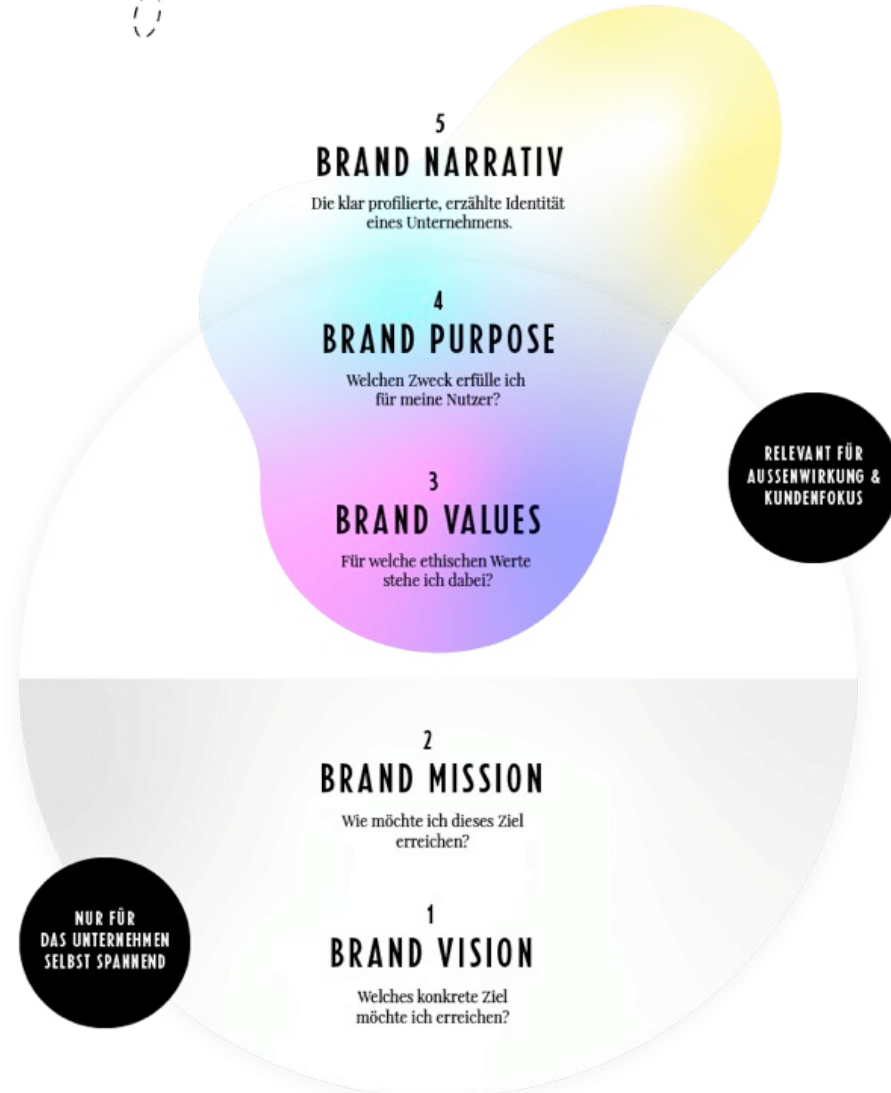 5
BRAND NARRATIV
Die klar profilierte, erzählte Identität
eines Unternehmens.
4
BRAND PURPOSE
Welchen Zweck erfülle ich
für meine Nutzer?
RELEVANT FÜR
AUSSENWIRKUNG &
KUNDENFOKUS
3
BRAND VALUES
Für welche ethischen Werte
stehe ich dabei?
2
BRAND MISSION
Wie möchte ich dieses Ziel
erreichen?
NUR FÜR
DAS UNTERNEHMEN
SELBST SPANNEND
1
BRAND VISION
Welches konkrete Ziel
möchte ich erreichen?